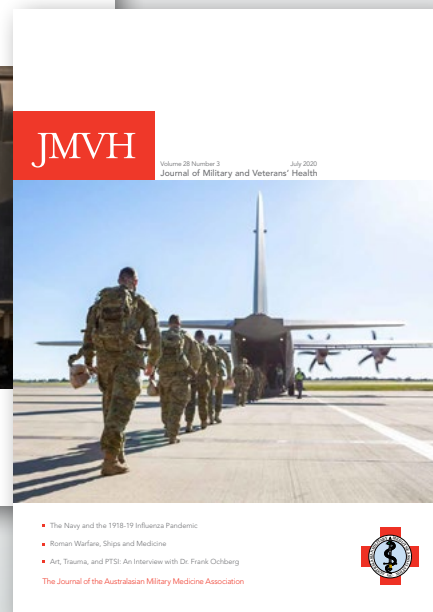 JMVH
Volume 28 Number 3 July 2020
Journal of Military and Veterans' Health
The Navy and the 1918-19 Influenza Pandemic
Roman Warfare, Ships and Medicine
Art, Trauma, and PTSI: An Interview with Dr. Frank Ochberg
The Journal of the Australasian Military Medicine Association